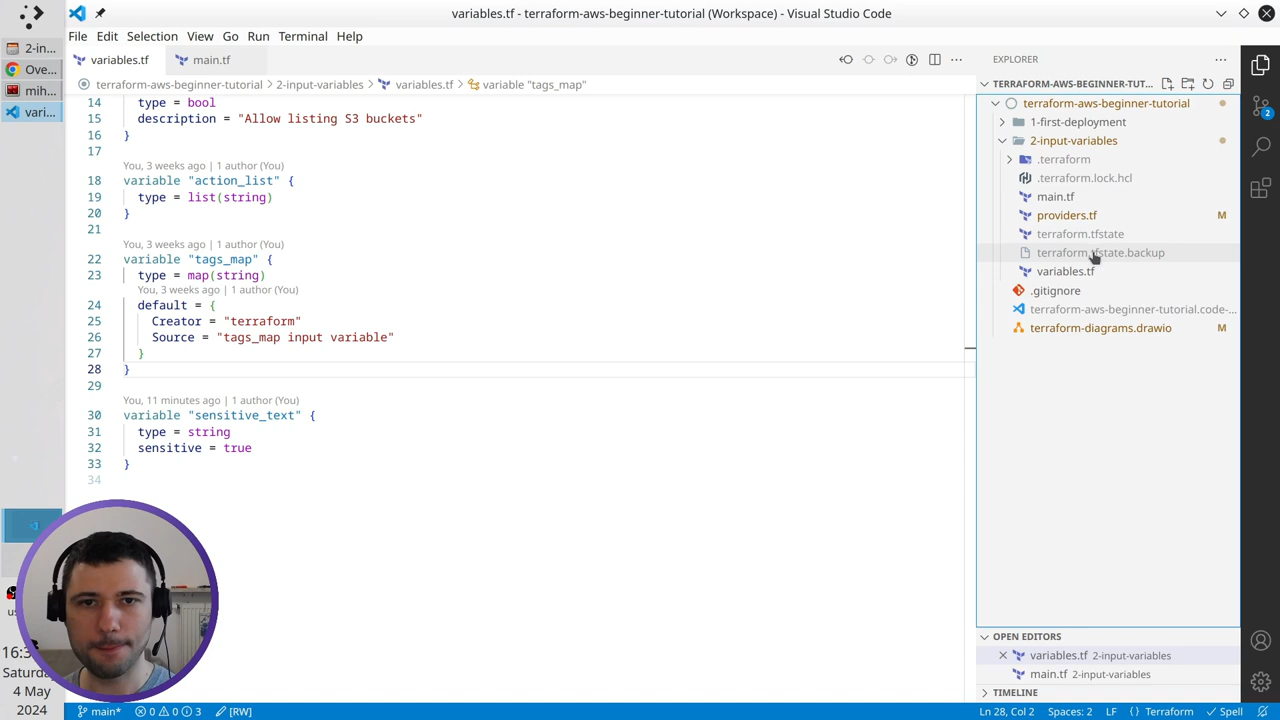 variables.tf - terraform-aws-beginner-tutorial (Workspace) - Visual Studio Code
File Edit Selection View Go Run Terminal Help
2-in...
Ove...
mih...
vari...
variables.tf
main.tf
terraform-aws-beginner-tutorial > 2-input-variables > variables.tf > variable "tags_map"
14 type = bool
15 description = "Allow listing S3 buckets"
16 }
17
You, 3 weeks ago | 1 author (You)
18 variable "action_list" {
19 type = list(string)
20 }
21
You, 3 weeks ago | 1 author (You)
22 variable "tags_map" {
23 type = map(string)
You, 3 weeks ago | 1 author (You)
24 default = {
25 Creator = "terraform"
26 Source = "tags_map input variable"
27 }
28 }
29
You, 11 minutes ago | 1 author (You)
30 variable "sensitive_text" {
31 type = string
32 sensitive = true
33 }
34
EXPLORER
TERRAFORM-AWS-BEGINNER-TUT...
terraform-aws-beginner-tutorial
1-first-deployment
2-input-variables
.terraform
.terraform.lock.hcl
main.tf
providers.tf M
terraform.tfstate
terraform.tfstate.backup
variables.tf
.gitignore
terraform-aws-beginner-tutorial.code-...
terraform-diagrams.drawio M
2
OPEN EDITORS
variables.tf 2-input-variables
main.tf 2-input-variables
TIMELINE
Saturda
4 May
2024
main* 0 0 3 [RW]
Ln 28, Col 2 Spaces: 2 LF {} Terraform Spell